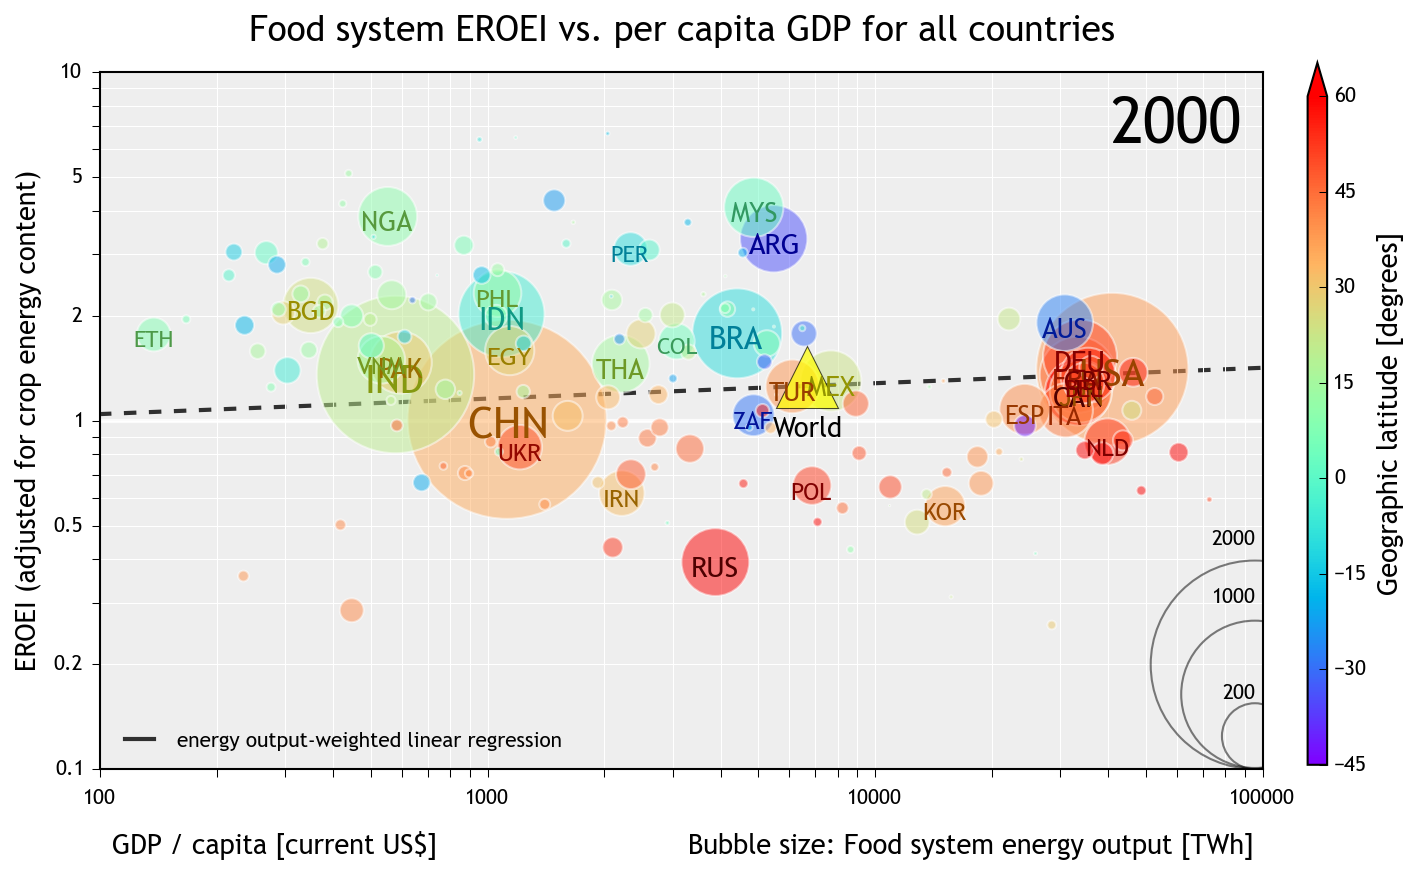 Food system EROEI vs. per capita GDP for all countries
2000
EROEI (adjusted for crop energy content)
10
5
2
1
0.5
0.2
0.1
100
1000
10000
100000
GDP / capita [current US$]
Bubble size: Food system energy output [TWh]
energy output-weighted linear regression
2000
1000
200
Geographic latitude [degrees]
60
45
30
15
0
−15
−30
−45
NGA
MYS
ARG
PER
BGD
PHL
IDN
ETH
BRA
AUS
EGY
COL
THA
IND
DEU
USA
GBR
CAN
TUR
MEX
World
CHN
ZAF
ESP
ITA
UKR
NLD
IRN
POL
KOR
RUS
PAK